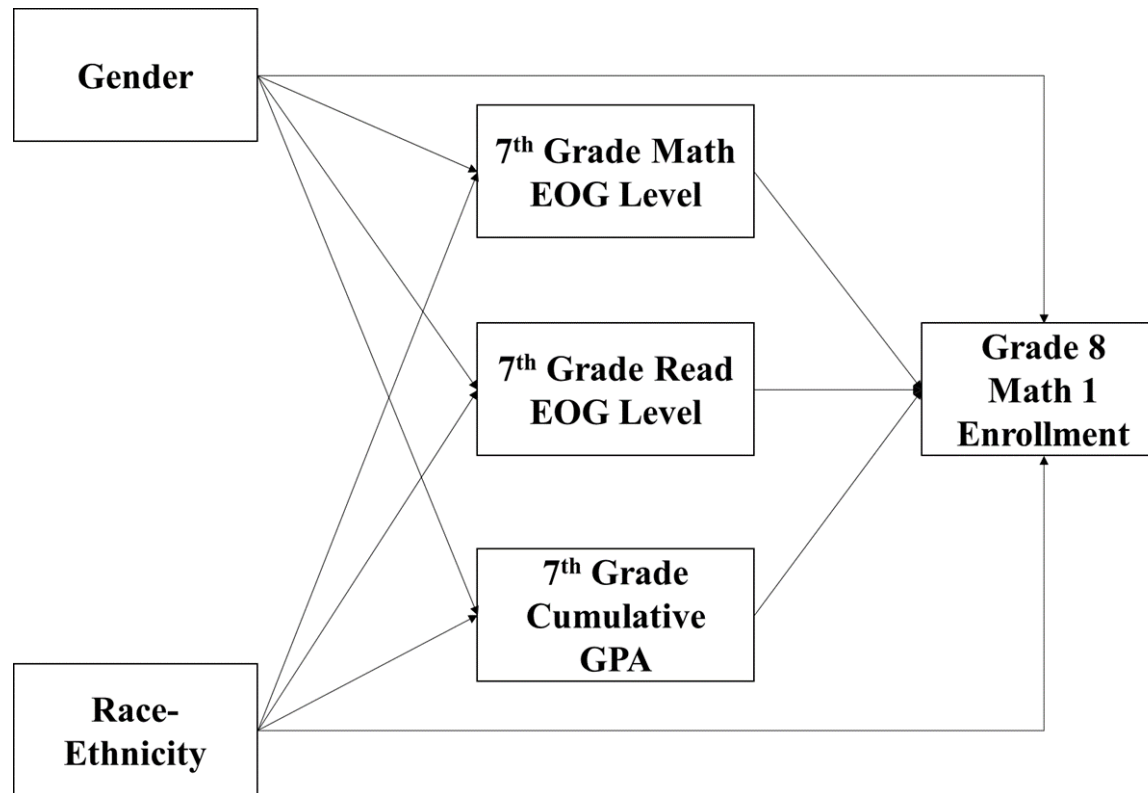 Gender
7th Grade Math
EOG Level
7th Grade Read
EOG Level
Grade 8
Math 1
Enrollment
7th Grade
Cumulative
GPA
Race-
Ethnicity